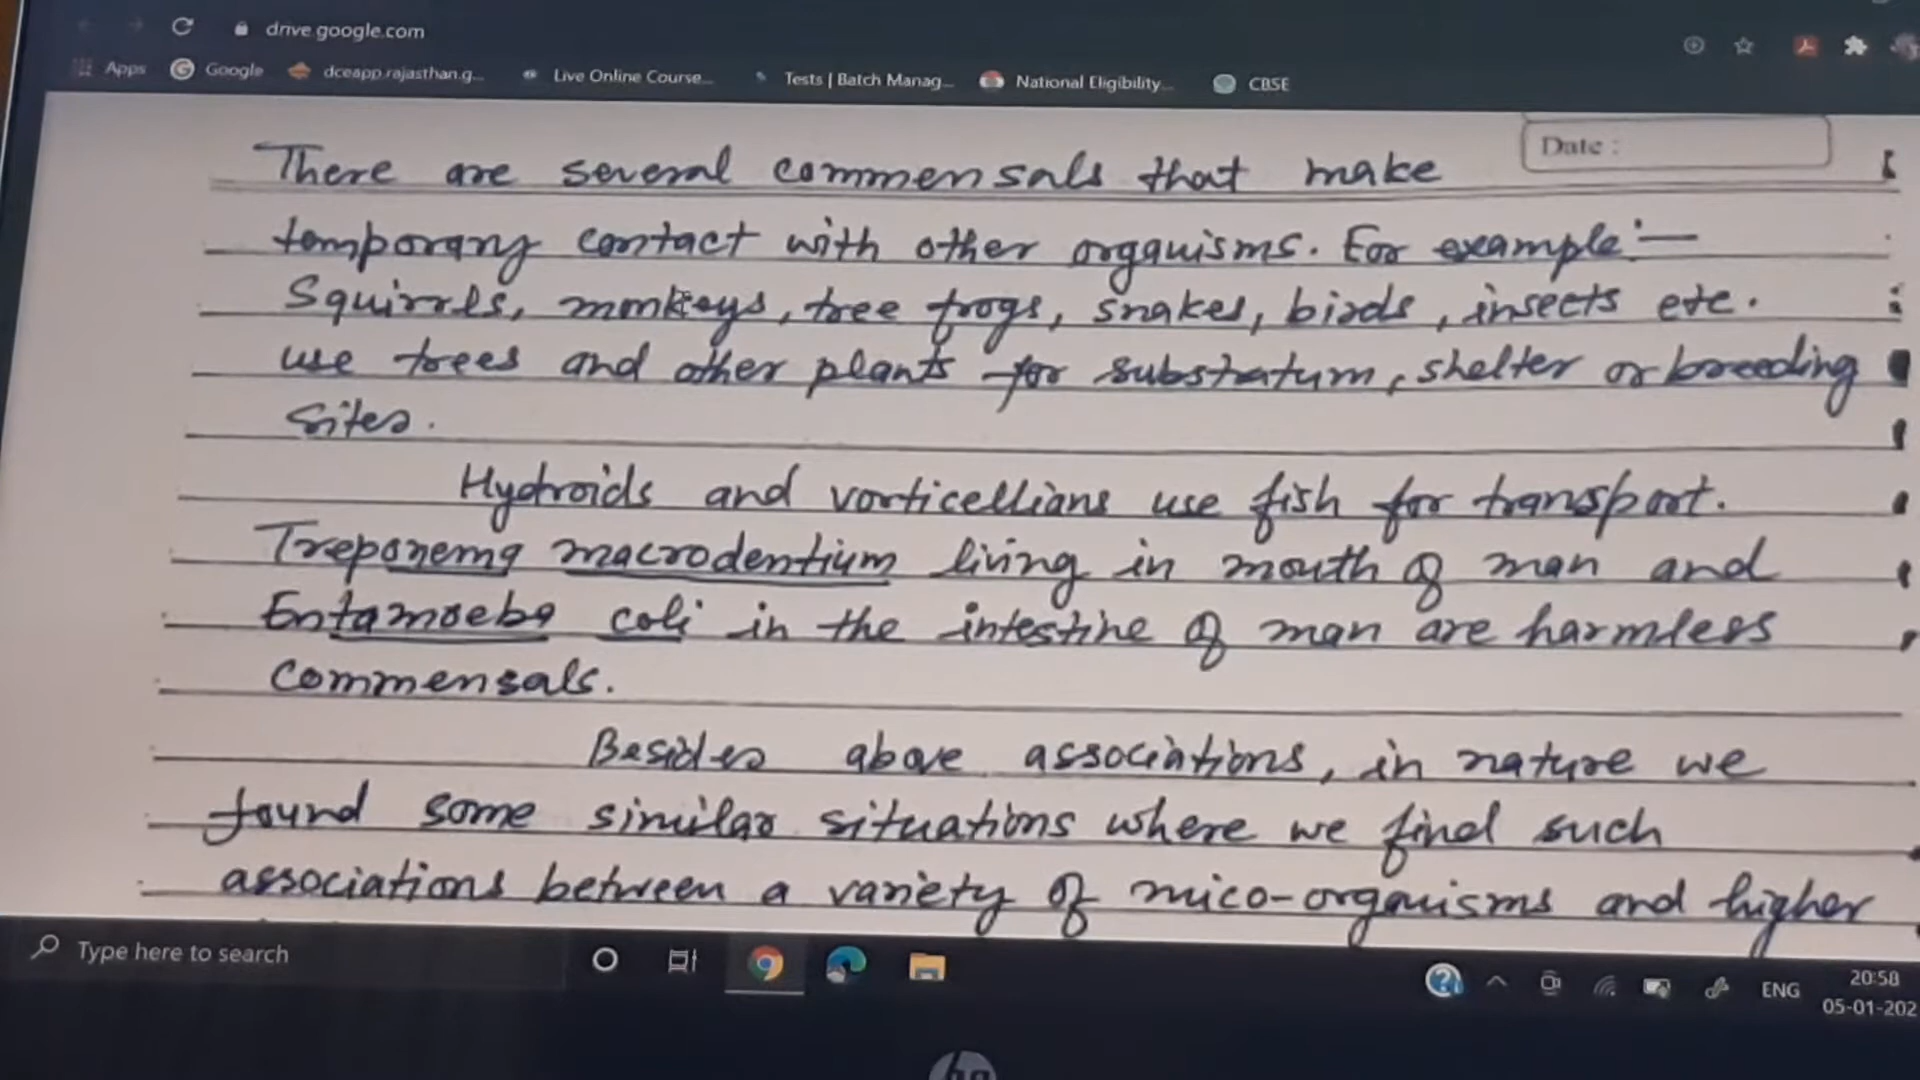 drive.google.com
Apps Google dceapp.rajasthan.g... Live Online Course... Tests | Batch Manag... National Eligibility... CBSE
Date :
There are several commensals that make
temporary contact with other organisms. For example:—
Squirrls, monkeys, tree frogs, snakes, birds, insects etc.
use trees and other plants for substratum, shelter or breeding
sites.
Hydroids and vorticellians use fish for transport.
Treponema macrodentium living in mouth of man and
Entamoeba coli in the intestine of man are harmless
commensals.
Besides above associations, in nature we
found some similar situations where we find such
associations between a variety of mico-organisms and higher
Type here to search
ENG
20:58
05-01-202
hp